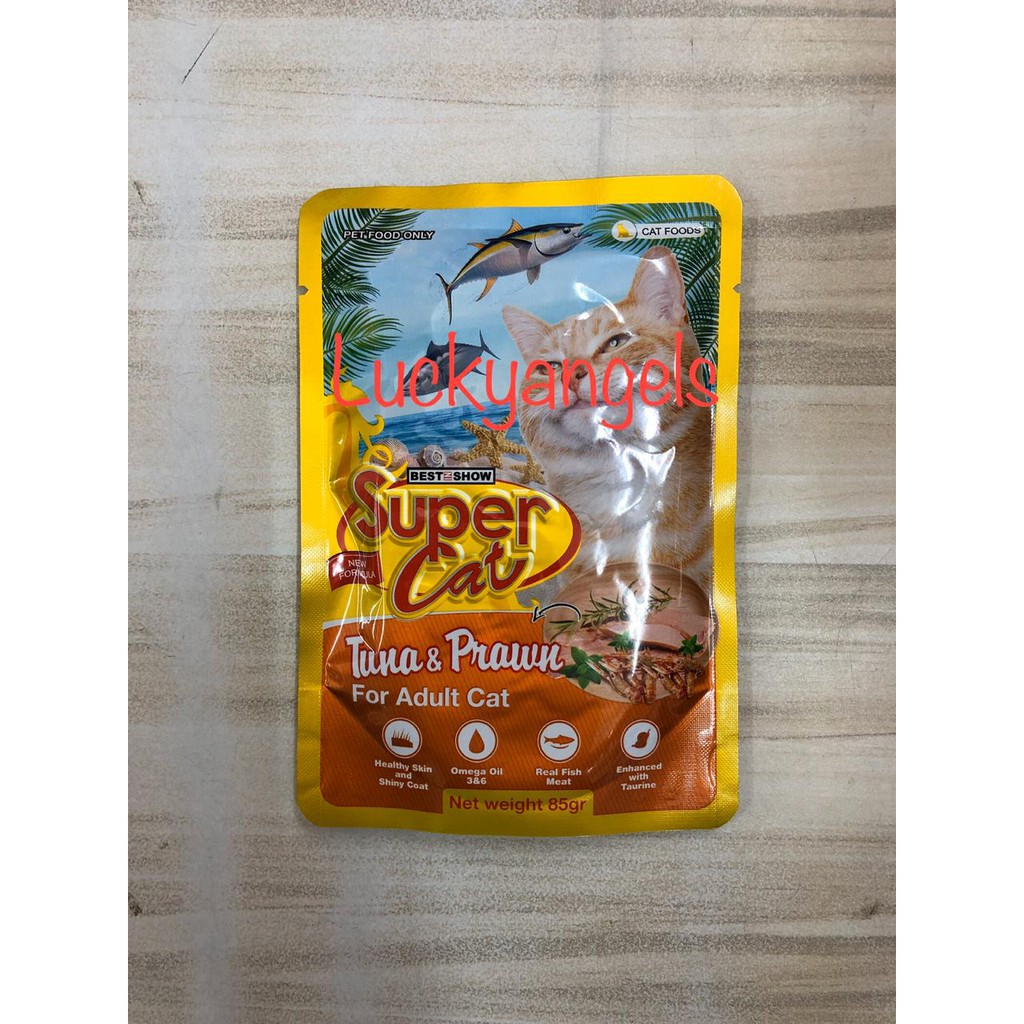 PET FOOD ONLY
CAT FOODS
Luckyangels
BEST IN SHOW
Super
Cat
NEW
FORMULA
Tuna & Prawn
For Adult Cat
Healthy Skin
and
Shiny Coat
Omega Oil
3&6
Real Fish
Meat
Enhanced
with
Taurine
Net weight 85gr